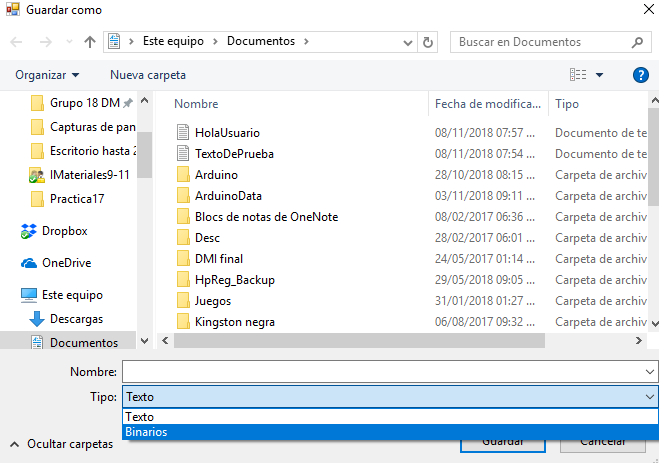 Guardar como
Este equipo > Documentos >
Buscar en Documentos
Organizar Nueva carpeta
Nombre Fecha de modifica... Tipo
Grupo 18 DM
Capturas de pan
Escritorio hasta 2
IMateriales9-11
Practica17
Dropbox
OneDrive
Este equipo
Descargas
Documentos
HolaUsuario 08/11/2018 07:57 ... Documento de te
TextoDePrueba 08/11/2018 07:54 ... Documento de te
Arduino 28/10/2018 08:15 ... Carpeta de archiv
ArduinoData 03/11/2018 09:11 ... Carpeta de archiv
Blocs de notas de OneNote 08/02/2017 06:36 ... Carpeta de archiv
Desc 28/02/2017 06:01 ... Carpeta de archiv
DMI final 24/05/2017 01:14 ... Carpeta de archiv
HpReg_Backup 29/05/2018 09:05 ... Carpeta de archiv
Juegos 31/01/2018 01:27 ... Carpeta de archiv
Kingston negra 06/08/2017 09:32 ... Carpeta de archiv
Nombre:
Tipo: Texto
Texto
Binarios
Ocultar carpetas Guardar Cancelar